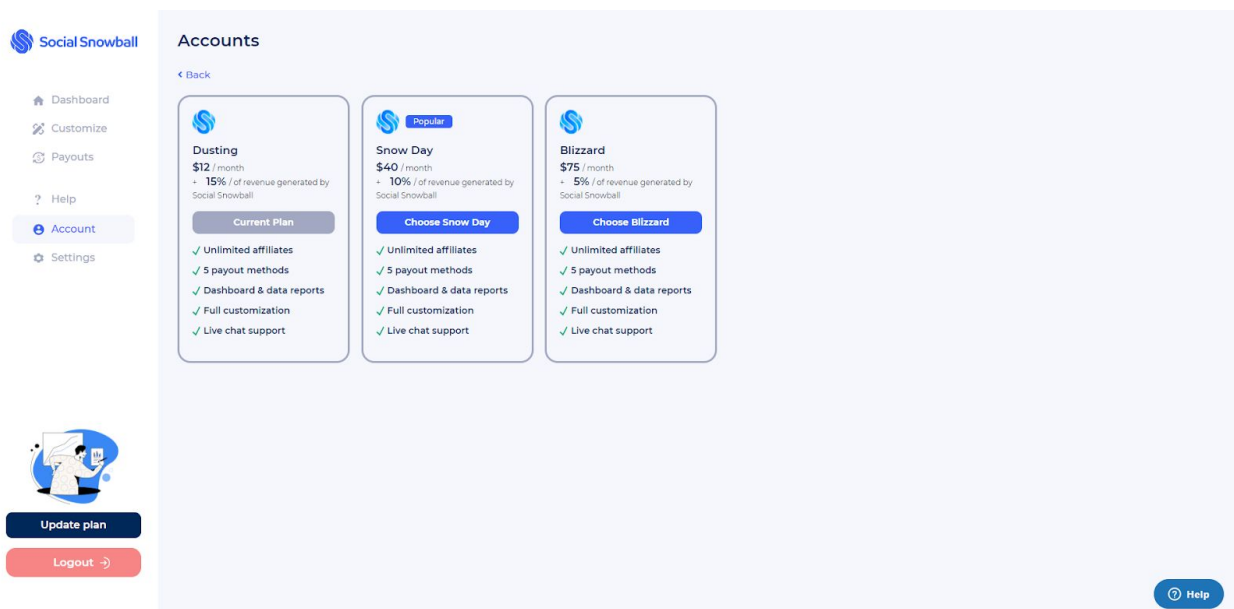 Social Snowball
Dashboard
Customize
Payouts
? Help
Account
Settings
Update plan
Logout
Accounts
Back
Dusting
$12 / month
+ 15% / of revenue generated by
Social Snowball
Current Plan
Unlimited affiliates
5 payout methods
Dashboard & data reports
Full customization
Live chat support
Popular
Snow Day
$40 / month
+ 10% / of revenue generated by
Social Snowball
Choose Snow Day
Unlimited affiliates
5 payout methods
Dashboard & data reports
Full customization
Live chat support
Blizzard
$75 / month
+ 5% / of revenue generated by
Social Snowball
Choose Blizzard
Unlimited affiliates
5 payout methods
Dashboard & data reports
Full customization
Live chat support
? Help